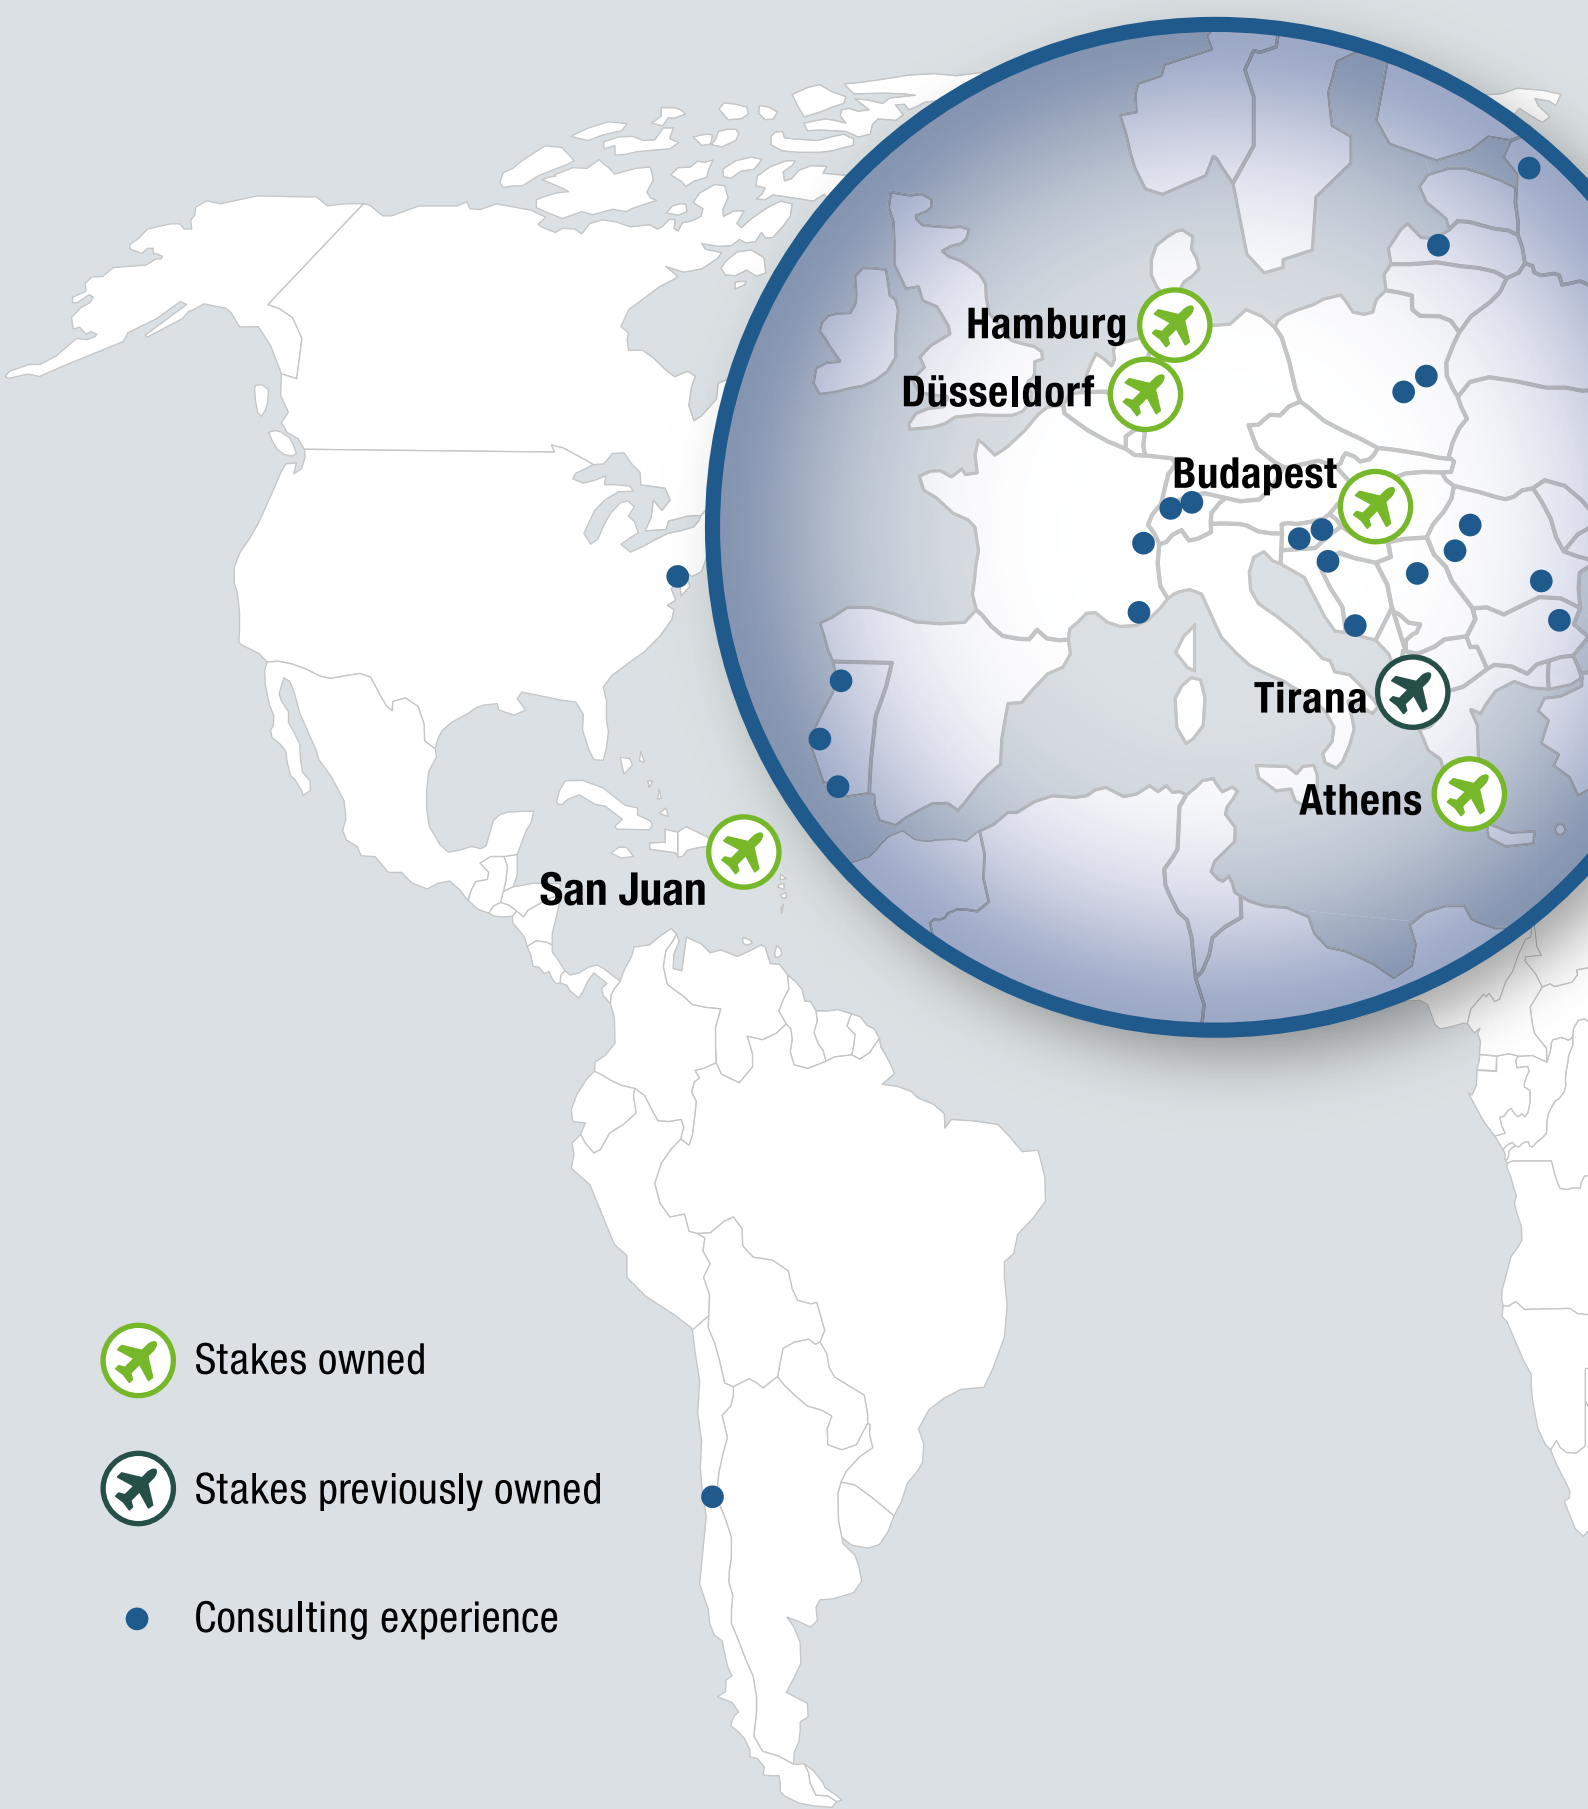 Hamburg
Düsseldorf
Budapest
Tirana
Athens
San Juan
Stakes owned
Stakes previously owned
Consulting experience